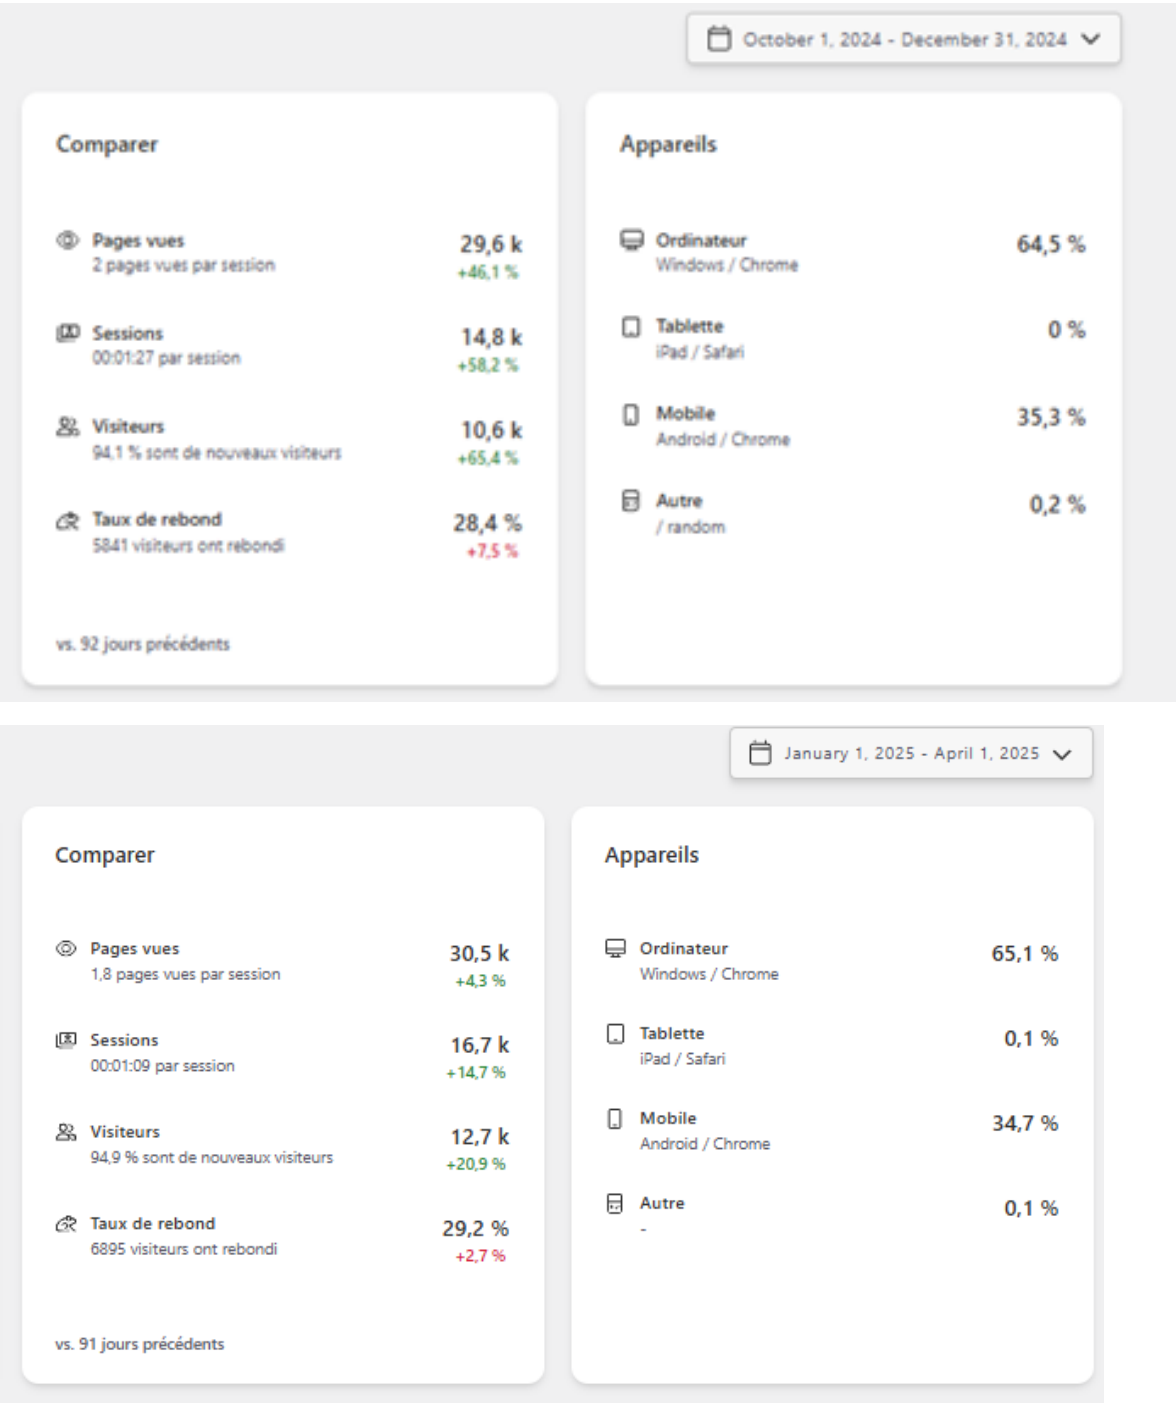 October 1, 2024 - December 31, 2024
Comparer
Pages vues
29,6 k
2 pages vues par session
+46,1 %
Sessions
14,8 k
00:01:27 par session
+58,2 %
Visiteurs
10,6 k
94,1 % sont de nouveaux visiteurs
+65,4 %
Taux de rebond
28,4 %
5841 visiteurs ont rebondi
+7,5 %
vs. 92 jours précédents
Appareils
Ordinateur
64,5 %
Windows / Chrome
Tablette
0 %
iPad / Safari
Mobile
35,3 %
Android / Chrome
Autre
0,2 %
/ random
January 1, 2025 - April 1, 2025
Comparer
Pages vues
30,5 k
1,8 pages vues par session
+4,3 %
Sessions
16,7 k
00:01:09 par session
+14,7 %
Visiteurs
12,7 k
94,9 % sont de nouveaux visiteurs
+20,9 %
Taux de rebond
29,2 %
6895 visiteurs ont rebondi
+2,7 %
vs. 91 jours précédents
Appareils
Ordinateur
65,1 %
Windows / Chrome
Tablette
0,1 %
iPad / Safari
Mobile
34,7 %
Android / Chrome
Autre
0,1 %
-